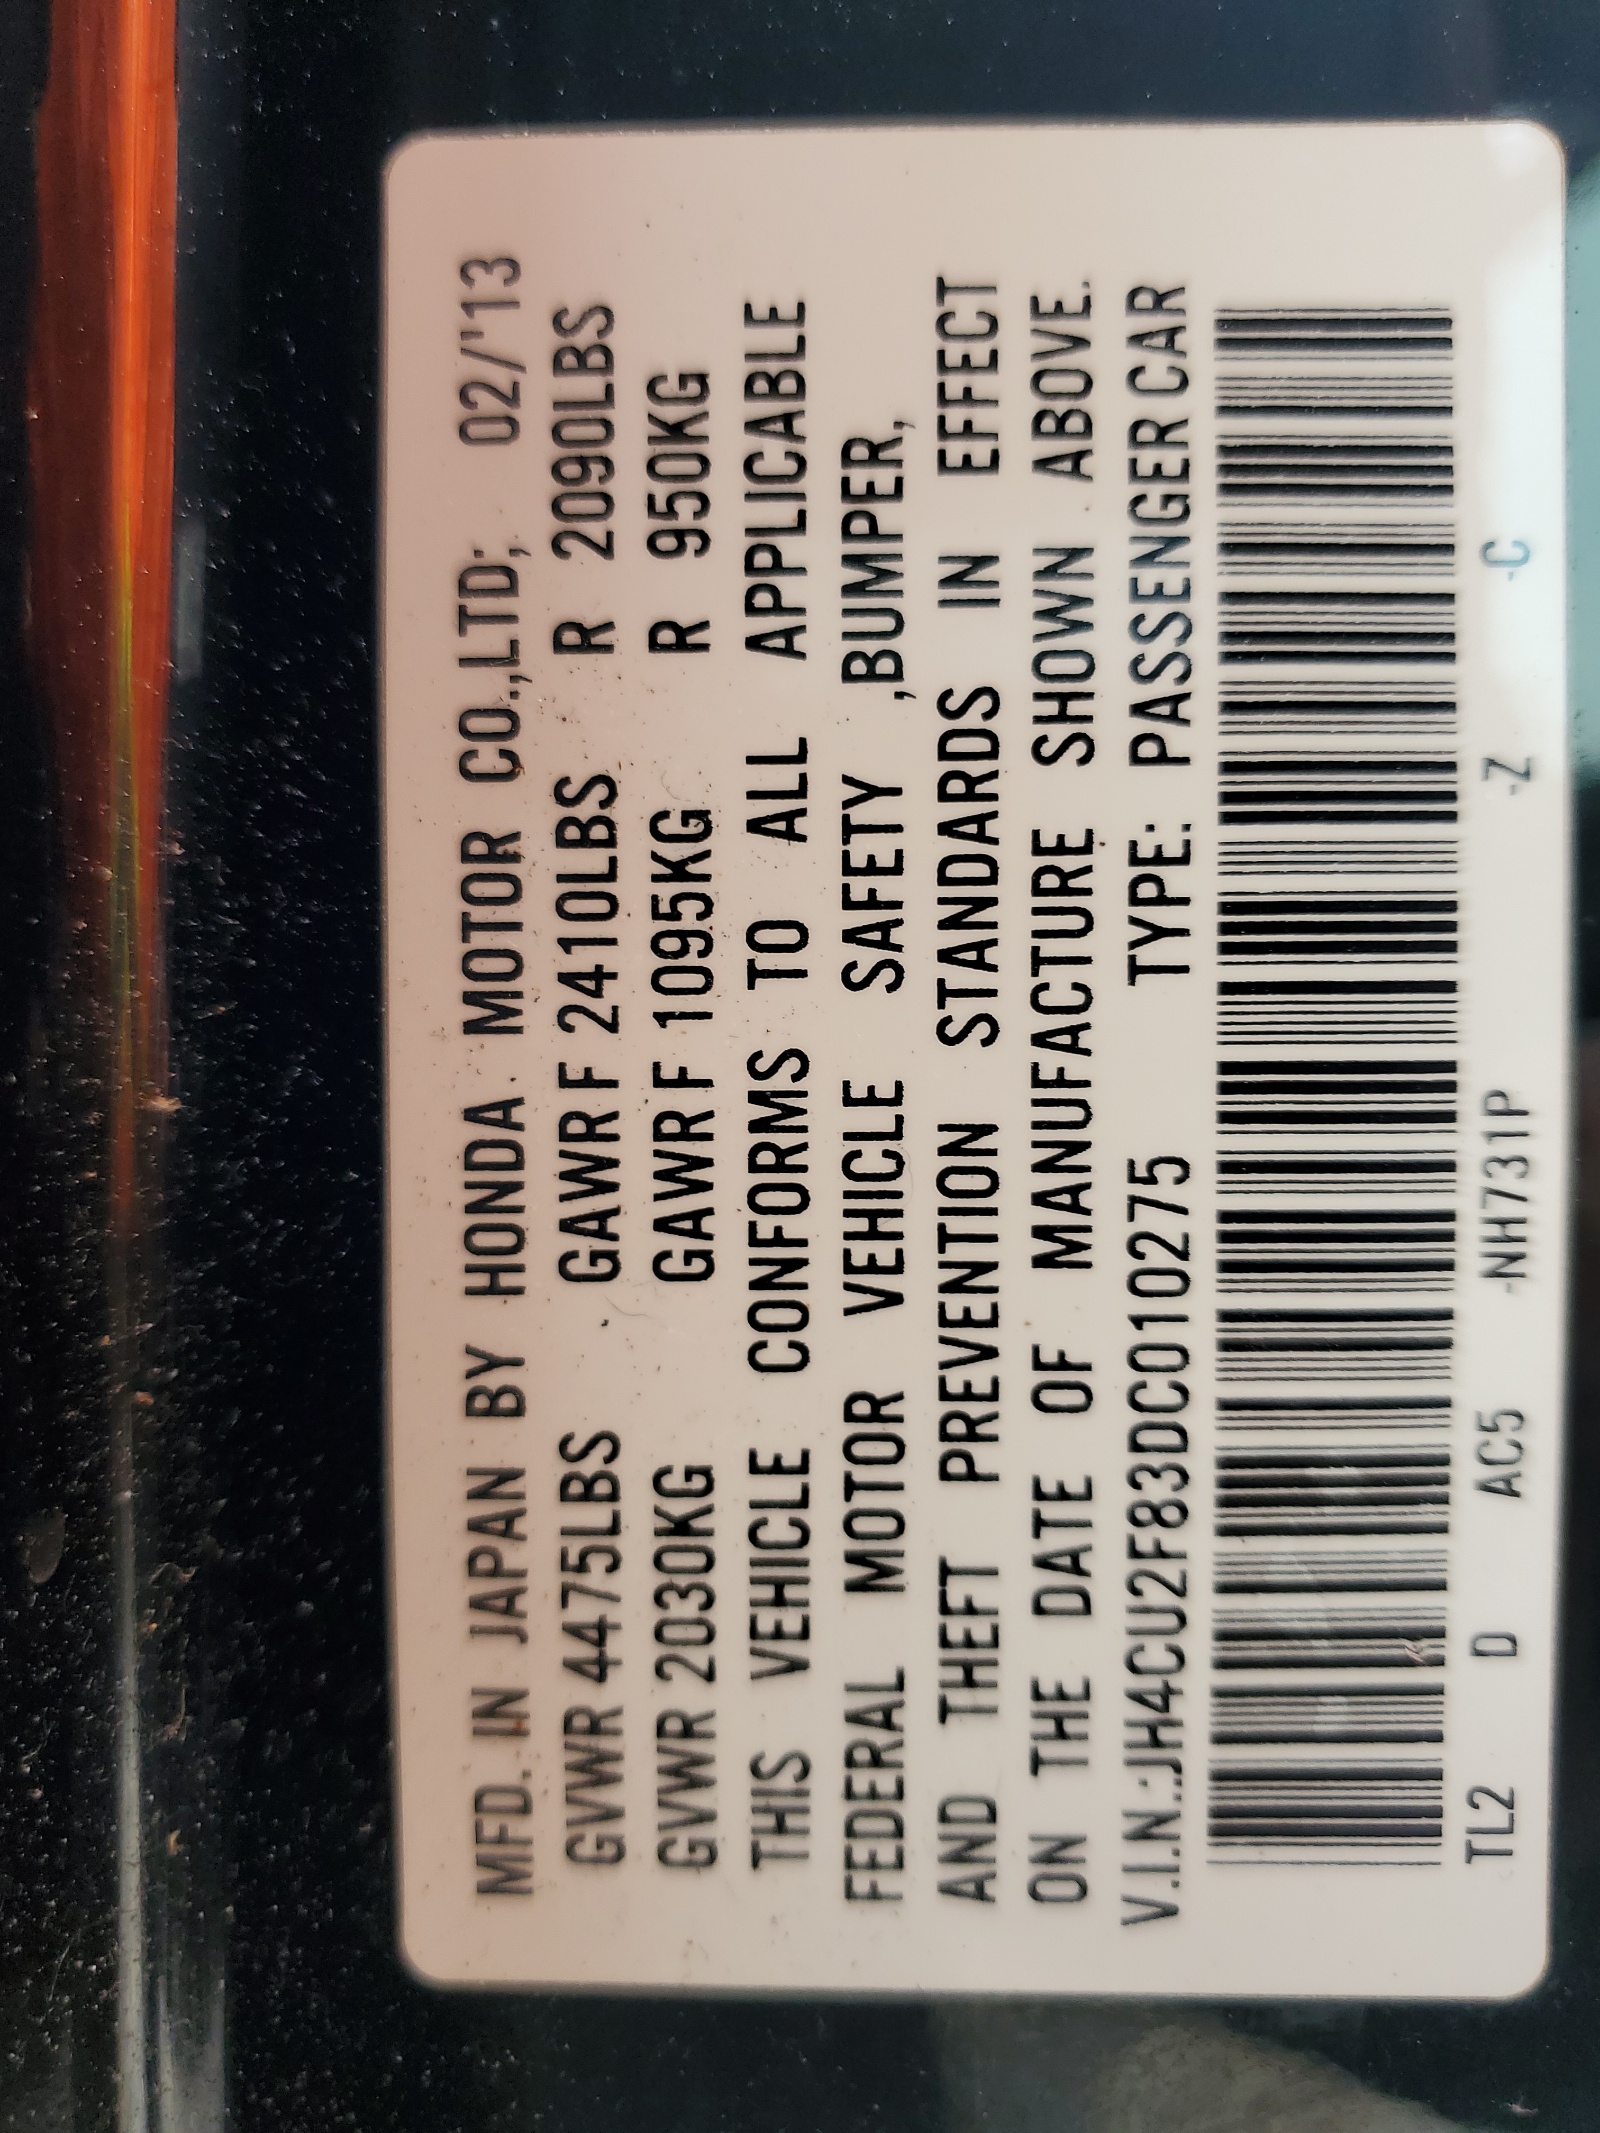 MFD. IN JAPAN BY HONDA MOTOR CO.,LTD; 02/'13
GVWR 4475LBS GAWR F 2410LBS R 2090LBS
GVWR 2030KG GAWR F 1095KG R 950KG
THIS VEHICLE CONFORMS TO ALL APPLICABLE
FEDERAL MOTOR VEHICLE SAFETY ,BUMPER,
AND THEFT PREVENTION STANDARDS IN EFFECT
ON THE DATE OF MANUFACTURE SHOWN ABOVE.
V.I.N.:JH4CU2F83DC010275 TYPE: PASSENGER CAR
TL2 D AC5 -NH731P -Z -C